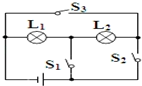 S₃
L₁ L₂
S₁ S₂